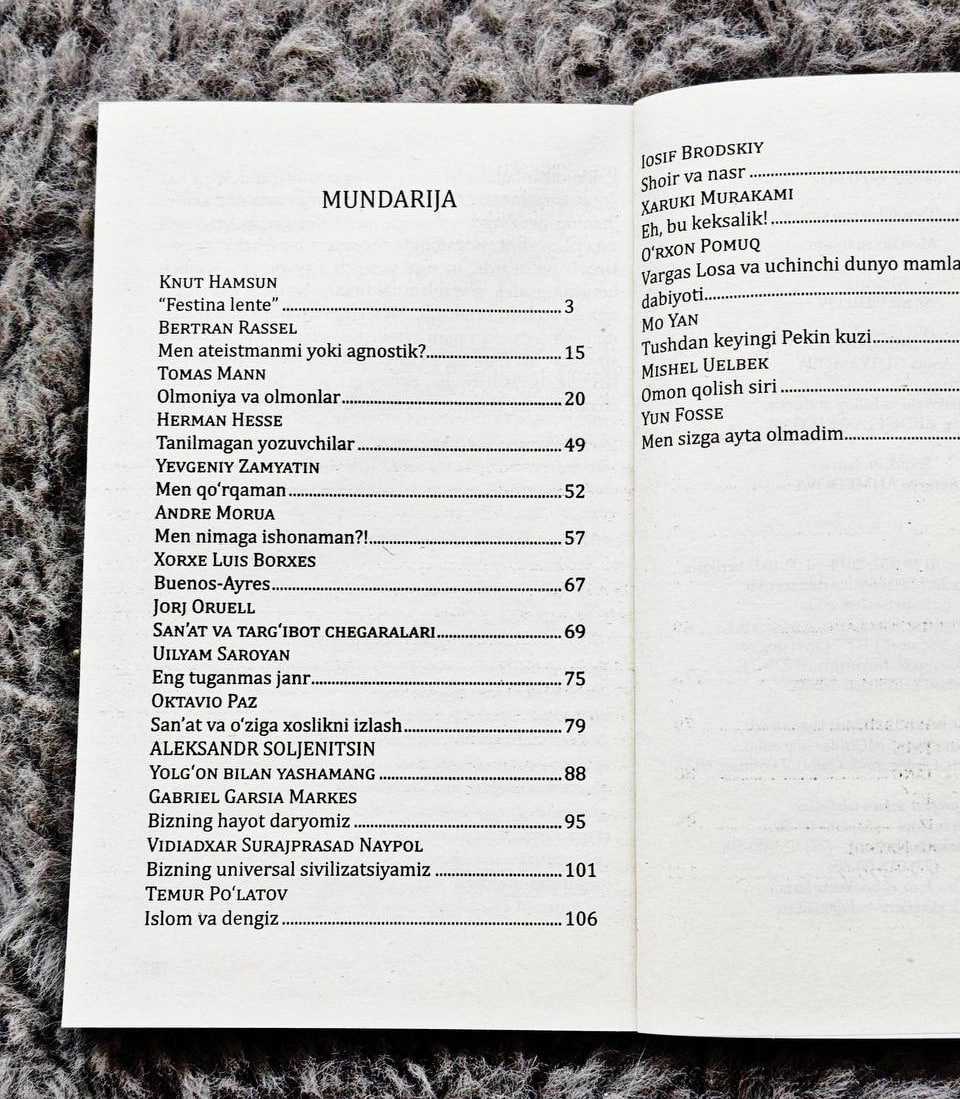 MUNDARIJA
KNUT HAMSUN
“Festina lente” ........ 3
BERTRAN RASSEL
Men ateistmanmi yoki agnostik? ........ 15
TOMAS MANN
Olmoniya va olmonlar ........ 20
HERMAN HESSE
Tanilmagan yozuvchilar ........ 49
YEVGENIY ZAMYATIN
Men qo‘rqaman ........ 52
ANDRE MORUA
Men nimaga ishonaman?! ........ 57
XORXE LUIS BORXES
Buenos-Ayres ........ 67
JORJ ORUELL
SAN’AT VA TARG‘IBOT CHEGARALARI ........ 69
UILYAM SAROYAN
Eng tuganmas janr ........ 75
OKTAVIO PAZ
San’at va o‘ziga xoslikni izlash ........ 79
ALEKSANDR SOLJENITSIN
YOLG‘ON BILAN YASHAMANG ........ 88
GABRIEL GARSIA MARKES
Bizning hayot daryomiz ........ 95
VIDIADXAR SURAJPRASAD NAYPOL
Bizning universal sivilizatsiyamiz ........ 101
TEMUR PO‘LATOV
Islom va dengiz ........ 106
IOSIF BRODSKIY
Shoir va nasr ........
XARUKI MURAKAMI
Eh, bu keksalik! ........
O‘RXON POMUQ
Vargas Losa va uchinchi dunyo mamla
dabiyoti ........
MO YAN
Tushdan keyingi Pekin kuzi ........
MISHEL UELBEK
Omon qolish siri ........
YUN FOSSE
Men sizga ayta olmadim ........